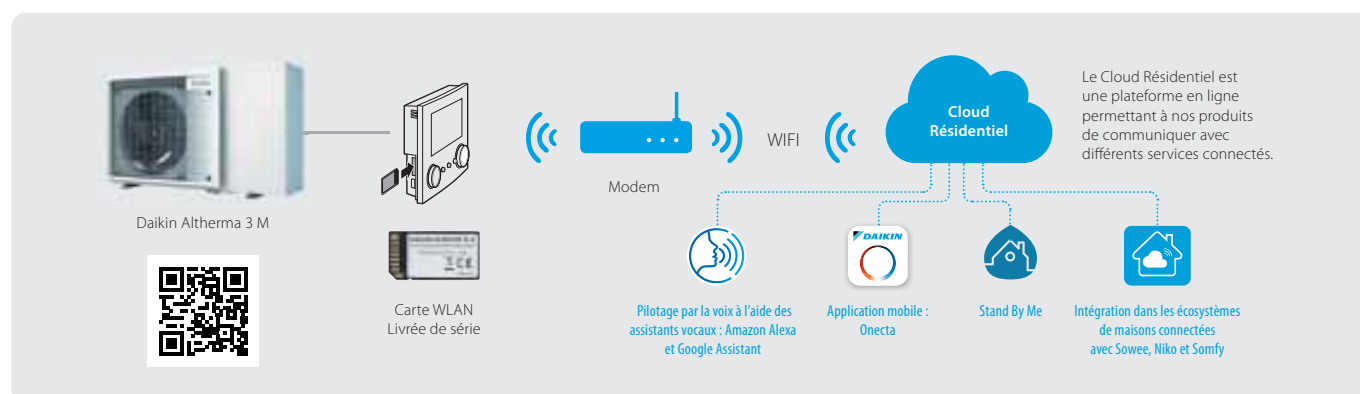 Daikin Altherma 3 M
Carte WLAN
Livrée de série
Modem
WIFI
Cloud
Résidentiel
Le Cloud Résidentiel est
une plateforme en ligne
permettant à nos produits
de communiquer avec
différents services connectés.
DAIKIN
Pilotage par la voix à l’aide des
assistants vocaux : Amazon Alexa
et Google Assistant
Application mobile :
Onecta
Stand By Me
Intégration dans les écosystèmes
de maisons connectées
avec Sowee, Niko et Somfy